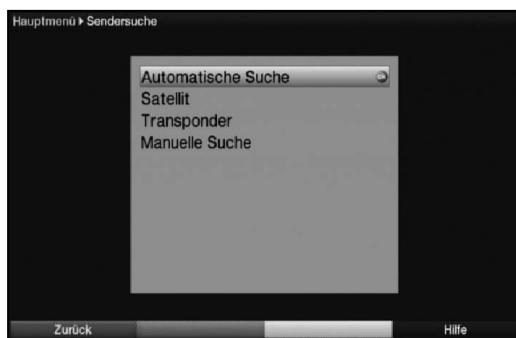 Hauptmenü ▸ Sendersuche
Automatische Suche
Satellit
Transponder
Manuelle Suche
Zurück Hilfe